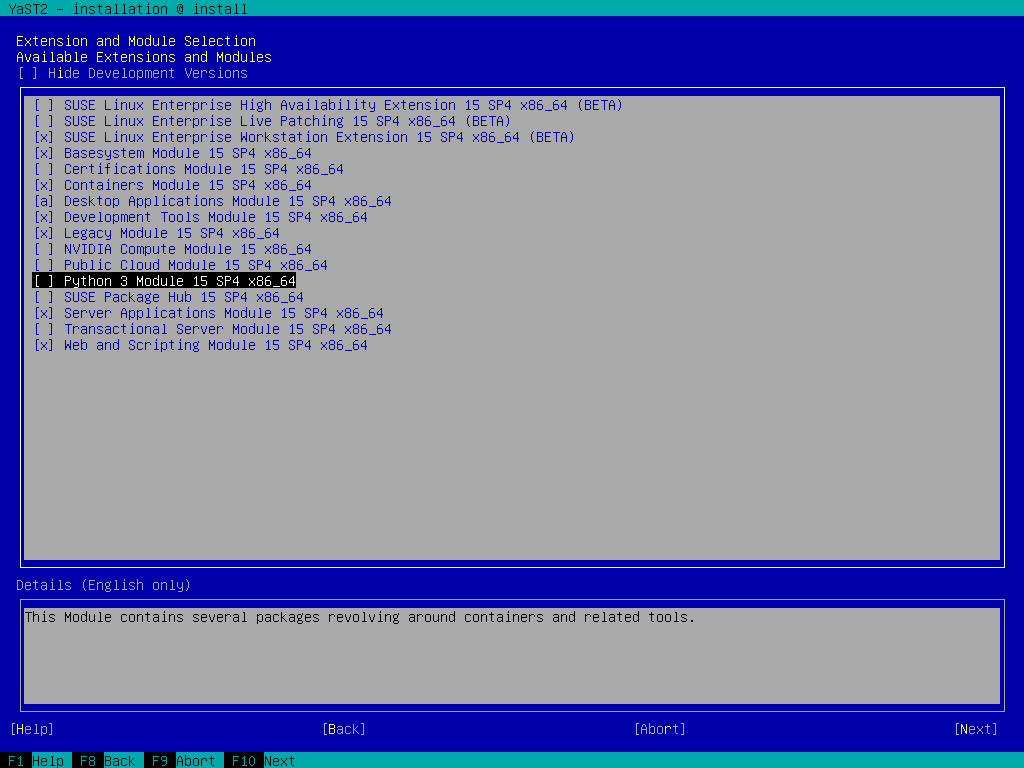 YaST2 - installation @ install
Extension and Module Selection
Available Extensions and Modules
[ ] Hide Development Versions
[ ] SUSE Linux Enterprise High Availability Extension 15 SP4 x86_64 (BETA)
[ ] SUSE Linux Enterprise Live Patching 15 SP4 x86_64 (BETA)
[x] SUSE Linux Enterprise Workstation Extension 15 SP4 x86_64 (BETA)
[x] Basesystem Module 15 SP4 x86_64
[ ] Certifications Module 15 SP4 x86_64
[x] Containers Module 15 SP4 x86_64
[a] Desktop Applications Module 15 SP4 x86_64
[x] Development Tools Module 15 SP4 x86_64
[x] Legacy Module 15 SP4 x86_64
[ ] NVIDIA Compute Module 15 x86_64
[ ] Public Cloud Module 15 SP4 x86_64
[ ] Python 3 Module 15 SP4 x86_64
[ ] SUSE Package Hub 15 SP4 x86_64
[x] Server Applications Module 15 SP4 x86_64
[ ] Transactional Server Module 15 SP4 x86_64
[x] Web and Scripting Module 15 SP4 x86_64
Details (English only)
This Module contains several packages revolving around containers and related tools.
[Help] [Back] [Abort] [Next]
F1 Help F8 Back F9 Abort F10 Next